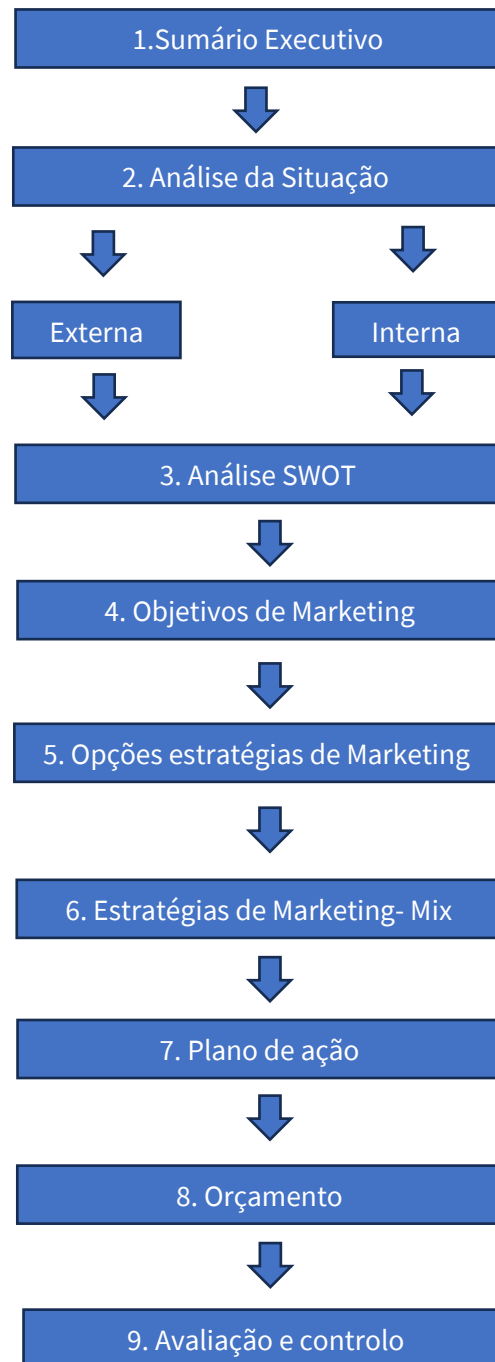 1.Sumário Executivo
2. Análise da Situação
Externa
Interna
3. Análise SWOT
4. Objetivos de Marketing
5. Opções estratégias de Marketing
6. Estratégias de Marketing- Mix
7. Plano de ação
8. Orçamento
9. Avaliação e controlo